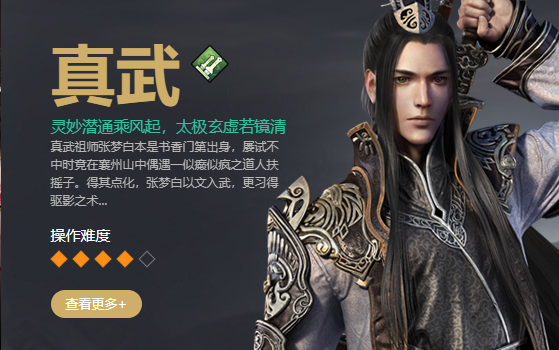 真武
灵妙潜通乘风起，太极玄虚若镜清
真武祖师张梦白本是书香门第出身，屡试不
中时竟在襄州山中偶遇一似癫似疯之道人扶
摇子。得其点化，张梦白以文入武，更习得
驱影之术...
操作难度
查看更多+